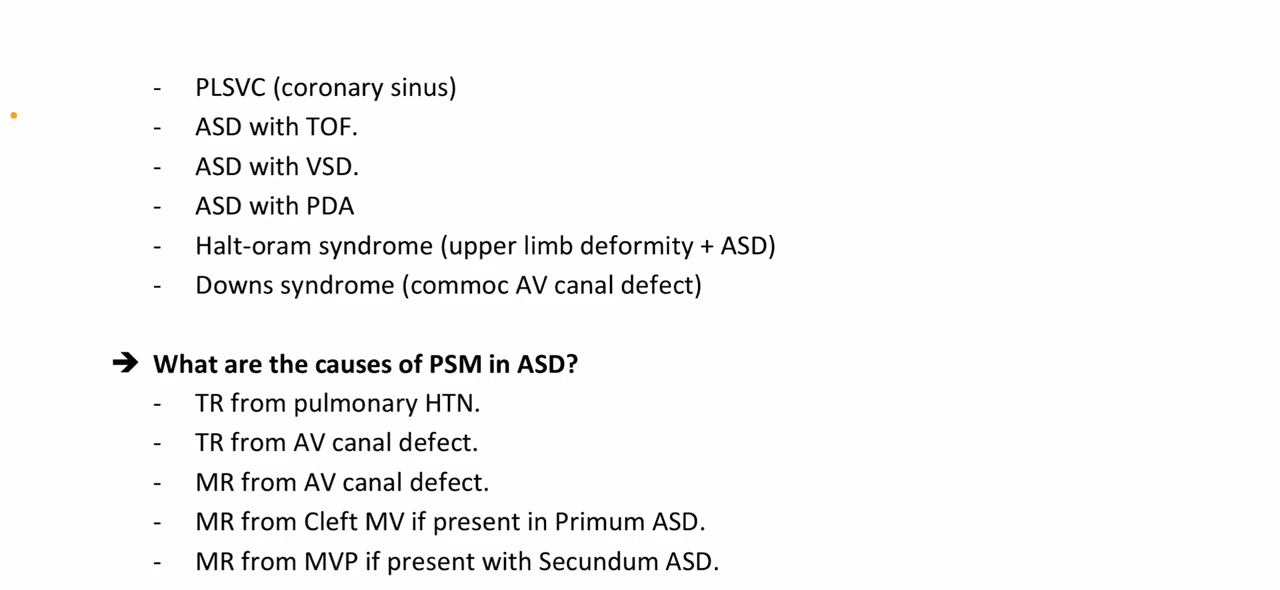 - PLSVC (coronary sinus)
- ASD with TOF.
- ASD with VSD.
- ASD with PDA
- Halt-oram syndrome (upper limb deformity + ASD)
- Downs syndrome (commoc AV canal defect)
➔ What are the causes of PSM in ASD?
- TR from pulmonary HTN.
- TR from AV canal defect.
- MR from AV canal defect.
- MR from Cleft MV if present in Primum ASD.
- MR from MVP if present with Secundum ASD.